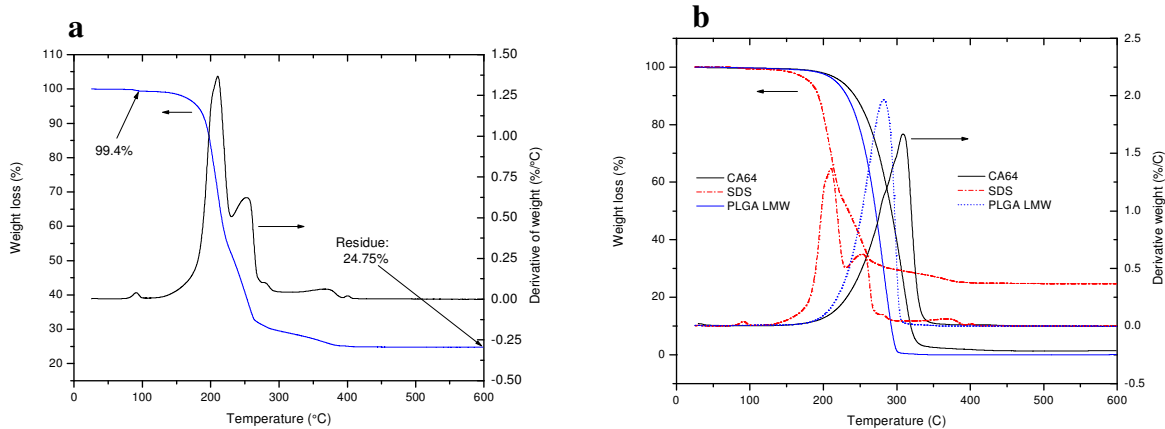 a
110
100
90
80
70
60
50
40
30
20
Weight loss (%)
99.4%
Residue:
24.75%
1.50
1.25
1.00
0.75
0.50
0.25
0.00
-0.25
-0.50
Derivative of weight (%/°C)
0 100 200 300 400 500 600
Temperature (°C)
b
100
80
60
40
20
0
Weight loss (%)
CA64
SDS
PLGA LMW
CA64
SDS
PLGA LMW
2.5
2.0
1.5
1.0
0.5
0.0
-0.5
Derivative weight (%/C)
0 100 200 300 400 500 600
Temperature (C)